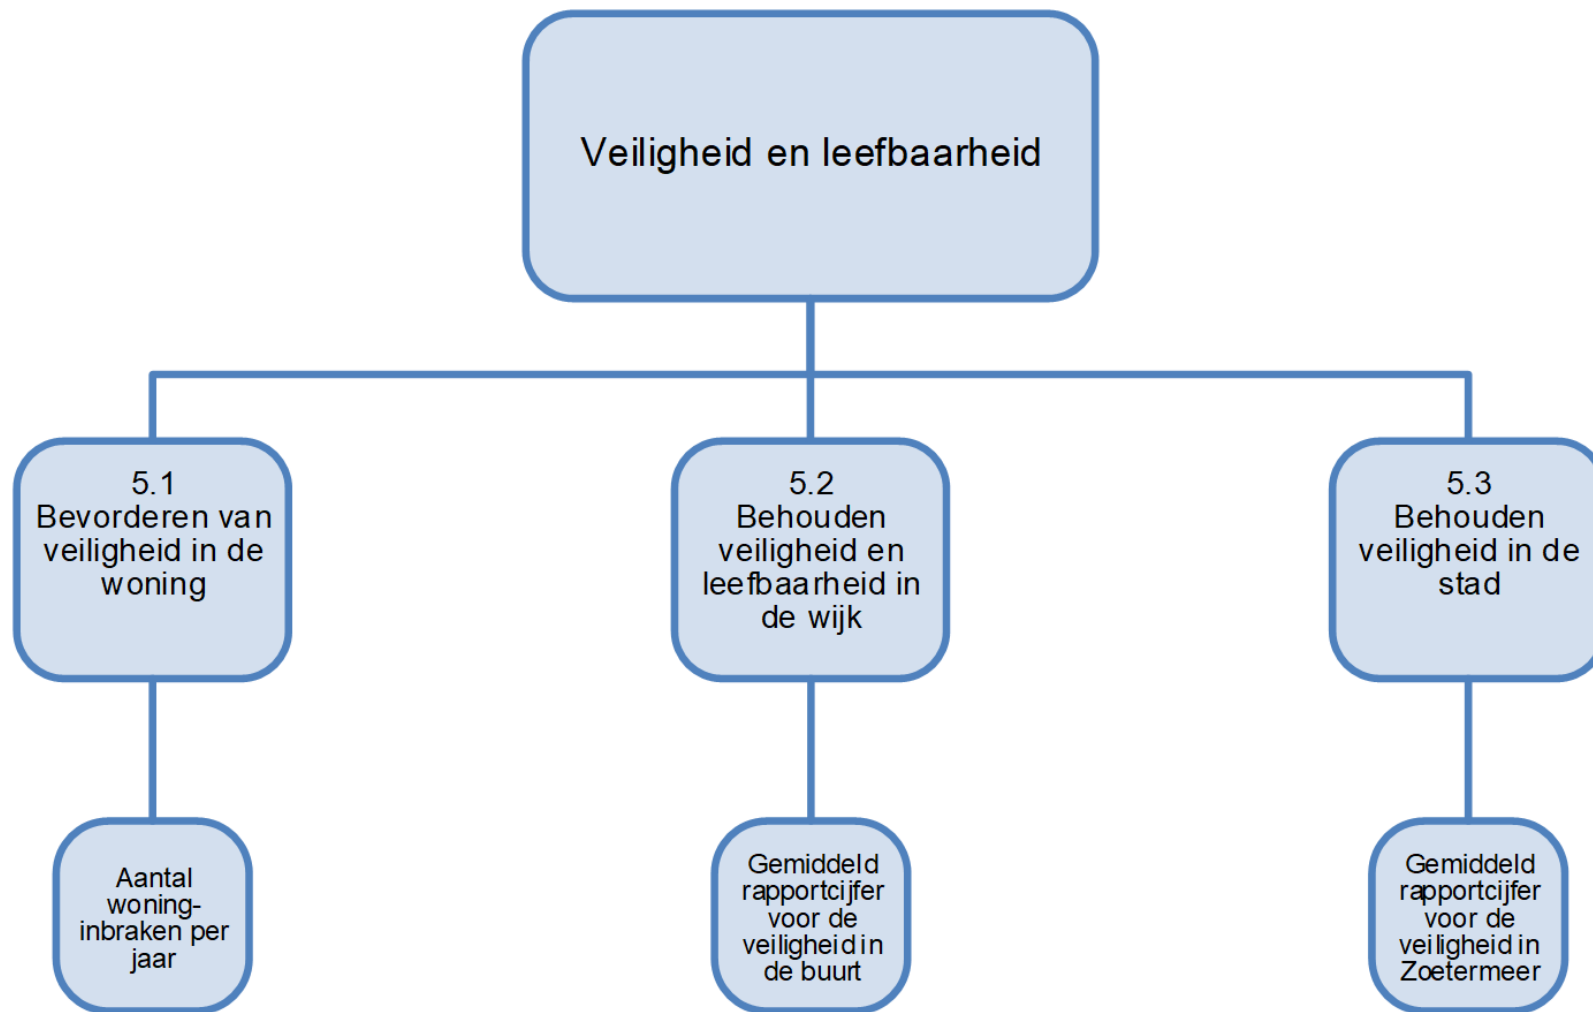 Veiligheid en leefbaarheid
5.1
Bevorderen van
veiligheid in de
woning
5.2
Behouden
veiligheid en
leefbaarheid in
de wijk
5.3
Behouden
veiligheid in de
stad
Aantal
woning-
inbraken per
jaar
Gemiddeld
rapportcijfer
voor de
veiligheid in
de buurt
Gemiddeld
rapportcijfer
voor de
veiligheid in
Zoetermeer